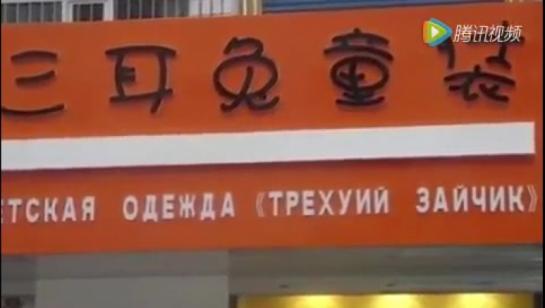 腾讯视频
三耳兔童装
ЕТСКАЯ ОДЕЖДА 《ТРЕХУИЙ ЗАЙЧИК》